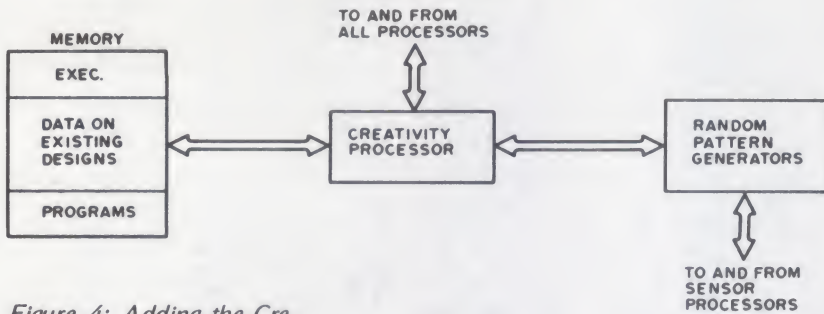 TO AND FROM
ALL PROCESSORS
MEMORY
EXEC.
DATA ON
EXISTING
DESIGNS
PROGRAMS
CREATIVITY
PROCESSOR
RANDOM
PATTERN
GENERATORS
TO AND FROM
SENSOR
PROCESSORS
Figure 4: Adding the Cre-